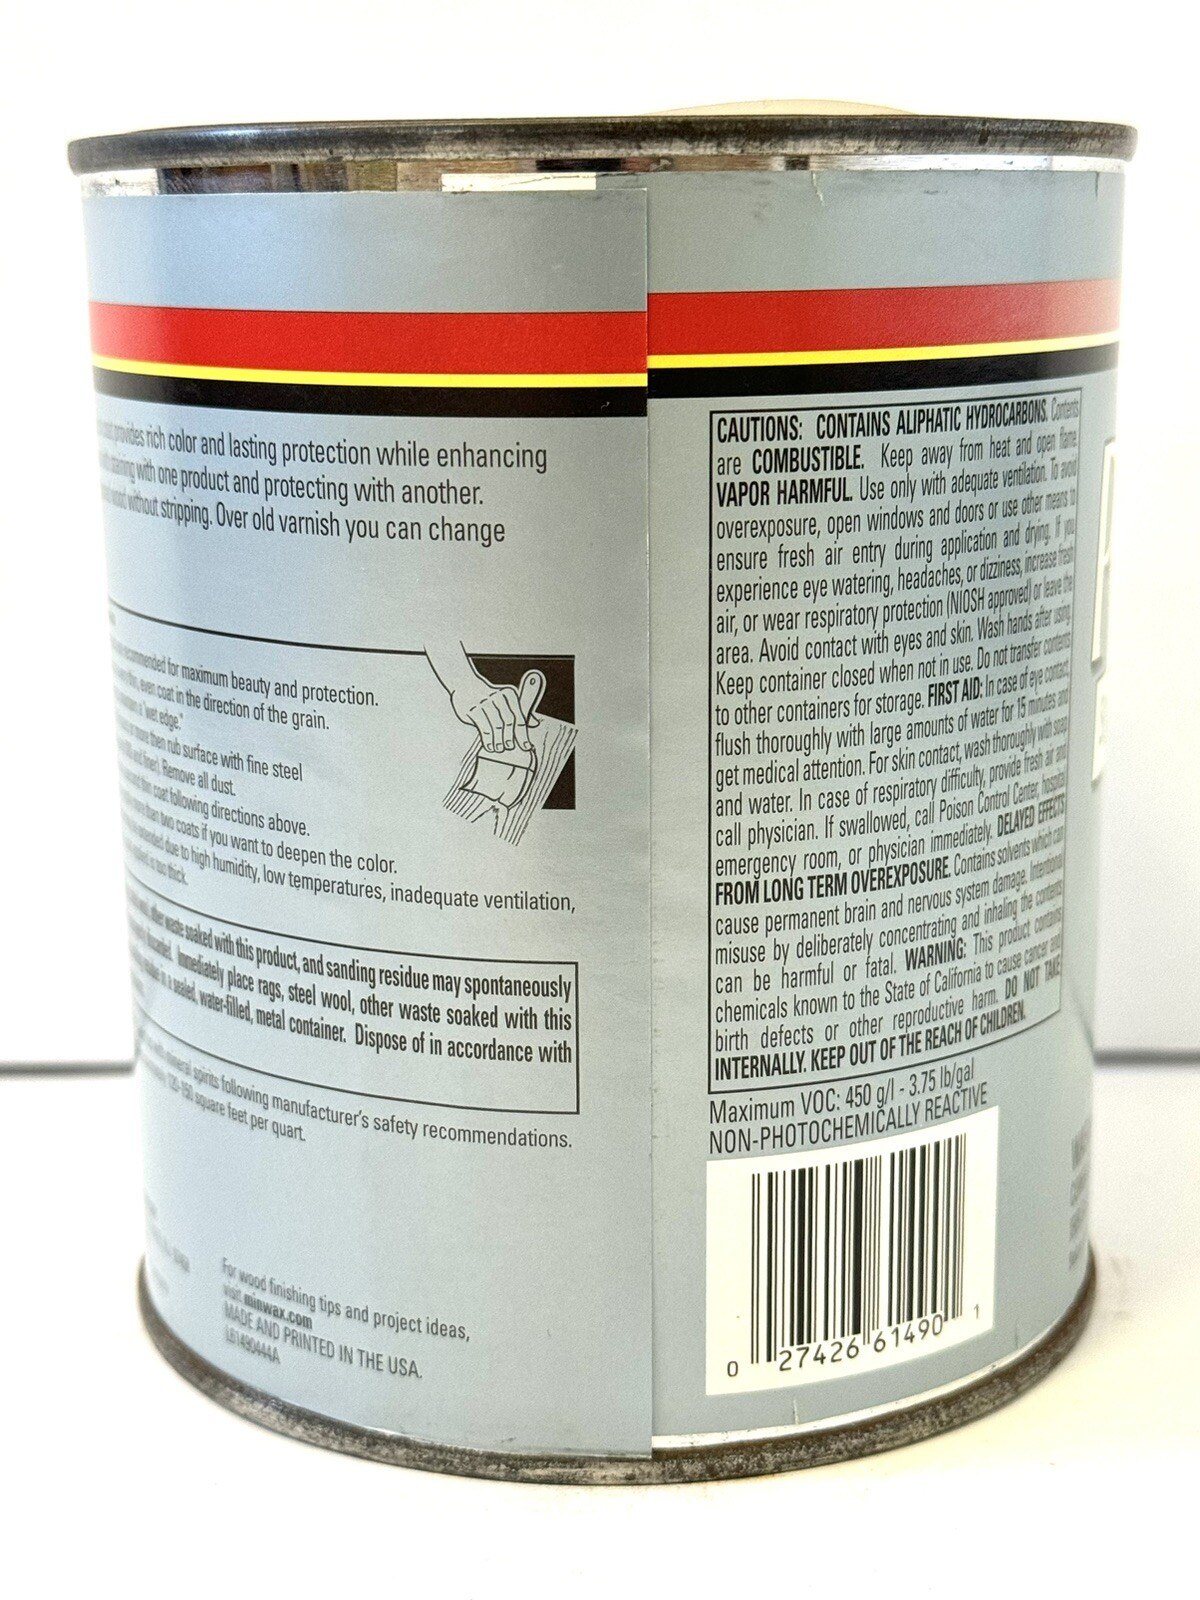 provides rich color and lasting protection while enhancing
staining with one product and protecting with another.
wood without stripping. Over old varnish you can change
recommended for maximum beauty and protection.
thin, even coat in the direction of the grain.
a "wet edge."
or more then rub surface with fine steel
and finer). Remove all dust.
thin coat following directions above.
more than two coats if you want to deepen the color.
extended due to high humidity, low temperatures, inadequate ventilation,
too thick.
other waste soaked with this product, and sanding residue may spontaneously
discarded. Immediately place rags, steel wool, other waste soaked with this
in a sealed, water-filled, metal container. Dispose of in accordance with
with mineral spirits following manufacturer's safety recommendations.
120-150 square feet per quart.
For wood finishing tips and project ideas,
visit minwax.com
MADE AND PRINTED IN THE USA.
LB1490444A
CAUTIONS: CONTAINS ALIPHATIC HYDROCARBONS. Contents
are COMBUSTIBLE. Keep away from heat and open flame.
VAPOR HARMFUL. Use only with adequate ventilation. To avoid
overexposure, open windows and doors or use other means to
ensure fresh air entry during application and drying. If you
experience eye watering, headaches, or dizziness, increase fresh
air, or wear respiratory protection (NIOSH approved) or leave the
area. Avoid contact with eyes and skin. Wash hands after using.
Keep container closed when not in use. Do not transfer contents
to other containers for storage. FIRST AID: In case of eye contact,
flush thoroughly with large amounts of water for 15 minutes and
get medical attention. For skin contact, wash thoroughly with soap
and water. In case of respiratory difficulty, provide fresh air and
call physician. If swallowed, call Poison Control Center, hospital
emergency room, or physician immediately. DELAYED EFFECTS
FROM LONG TERM OVEREXPOSURE. Contains solvents which can
cause permanent brain and nervous system damage. Intentional
misuse by deliberately concentrating and inhaling the contents
can be harmful or fatal. WARNING: This product contains
chemicals known to the State of California to cause cancer and
birth defects or other reproductive harm. DO NOT TAKE
INTERNALLY. KEEP OUT OF THE REACH OF CHILDREN.
Maximum VOC: 450 g/l - 3.75 lb/gal
NON-PHOTOCHEMICALLY REACTIVE
0 27426 61490 1